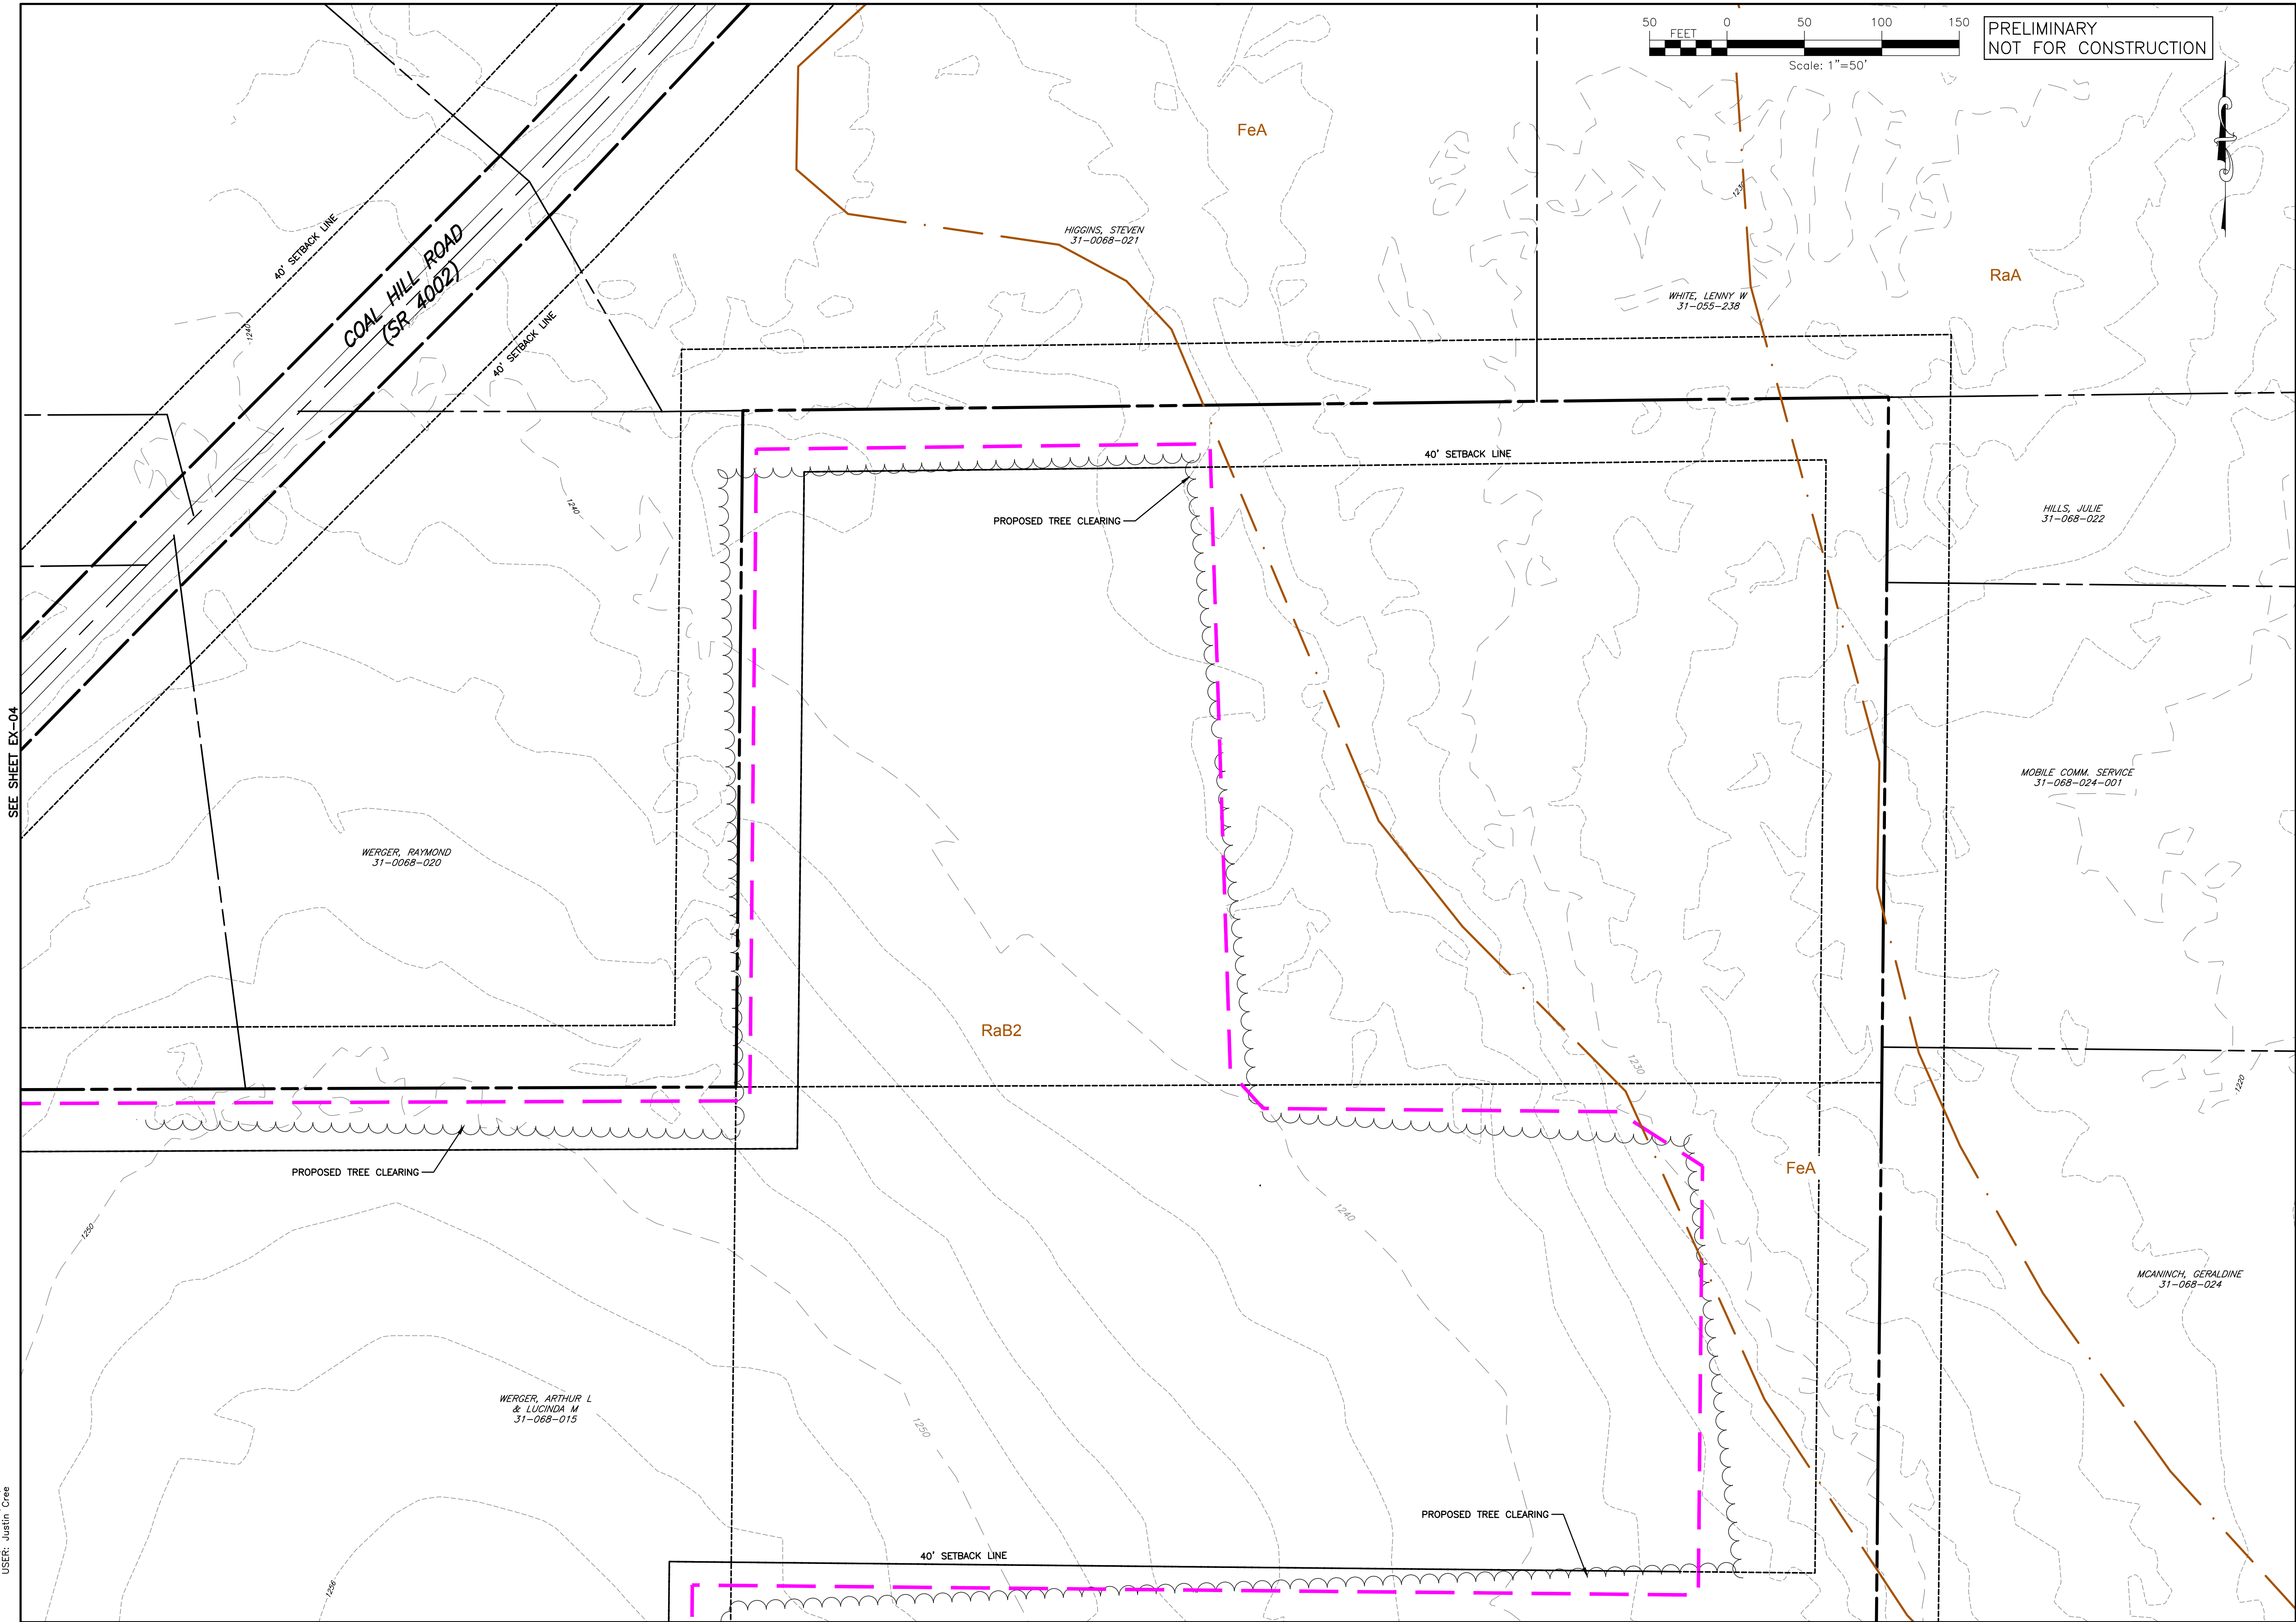 50 0 50 100 150
FEET
Scale: 1"=50'
PRELIMINARY
NOT FOR CONSTRUCTION
FeA
1230
HIGGINS, STEVEN
31-0068-021
RaA
40' SETBACK LINE
COAL HILL ROAD
(SR 4002)
WHITE, LENNY W
31-055-238
1240
40' SETBACK LINE
40' SETBACK LINE
1240
PROPOSED TREE CLEARING
HILLS, JULIE
31-068-022
SEE SHEET EX-04
MOBILE COMM. SERVICE
31-068-024-001
WERGER, RAYMOND
31-0068-020
RaB2
1230
1220
PROPOSED TREE CLEARING
FeA
1250
1240
MCANINCH, GERALDINE
31-068-024
WERGER, ARTHUR L
& LUCINDA M
31-068-015
1250
PROPOSED TREE CLEARING
40' SETBACK LINE
1256
USER: Justin Cree